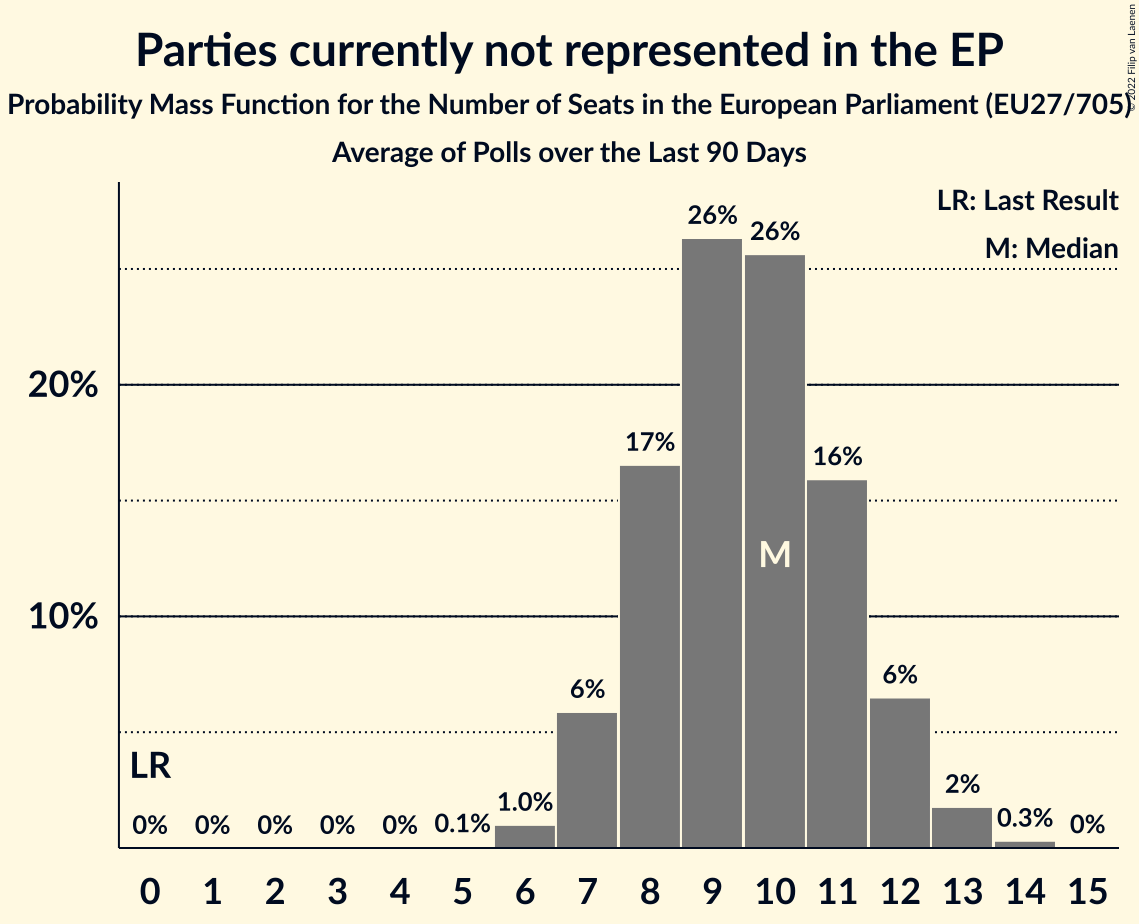 Parties currently not represented in the EP
Probability Mass Function for the Number of Seats in the European Parliament (EU27/705)
Average of Polls over the Last 90 Days
© 2022 Filip van Laenen
LR: Last Result
M: Median
26%
26%
20%
17%
16%
M
10%
6%
6%
LR
2%
1.0%
0.3%
0%
0%
0%
0%
0%
0.1%
0%
0 1 2 3 4 5 6 7 8 9 10 11 12 13 14 15